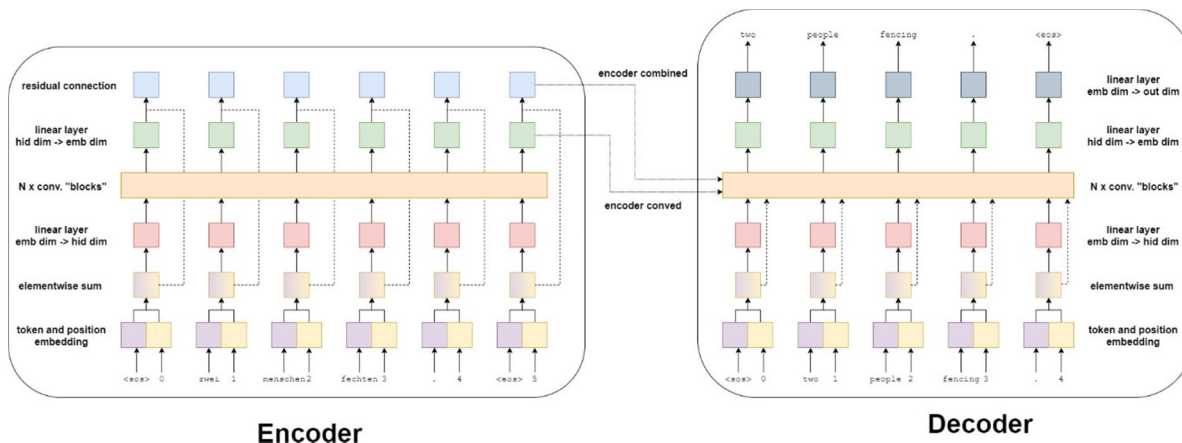 residual connection
linear layer
hid dim -> emb dim
N x conv. "blocks"
linear layer
emb dim -> hid dim
elementwise sum
token and position
embedding
<sos> 0 zwei 1 menschen 2 fechten 3 . 4 <eos> 5
Encoder
encoder combined
encoder conved
two people fencing . <eos>
linear layer
emb dim -> out dim
linear layer
hid dim -> emb dim
N x conv. "blocks"
linear layer
emb dim -> hid dim
elementwise sum
token and position
embedding
<sos> 0 two 1 people 2 fencing 3 . 4
Decoder